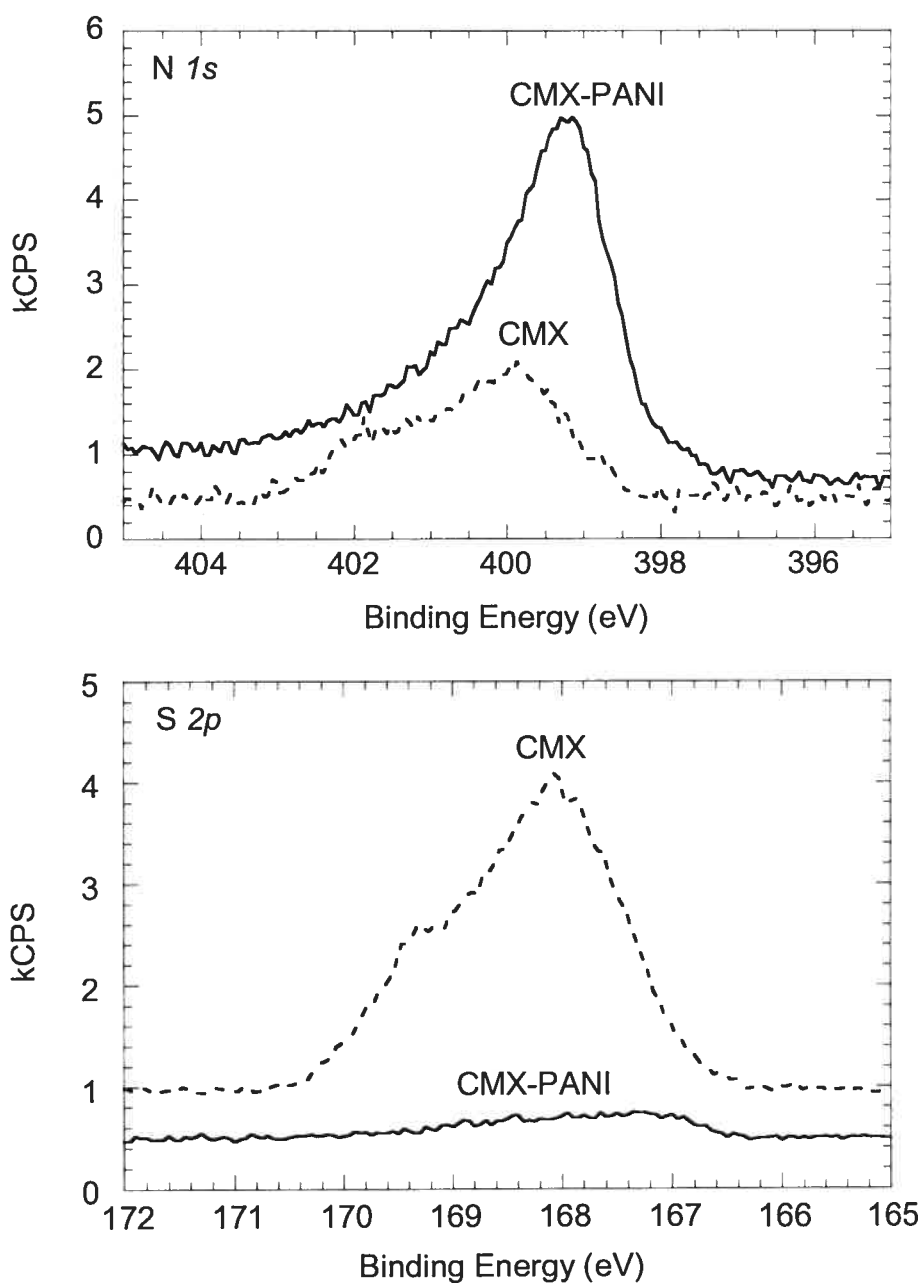 6
N 1s
CMX-PANI
5
4
kCPS
3
CMX
2
1
0
404 402 400 398 396
Binding Energy (eV)
5
S 2p
CMX
4
3
kCPS
2
CMX-PANI
1
0
172 171 170 169 168 167 166 165
Binding Energy (eV)